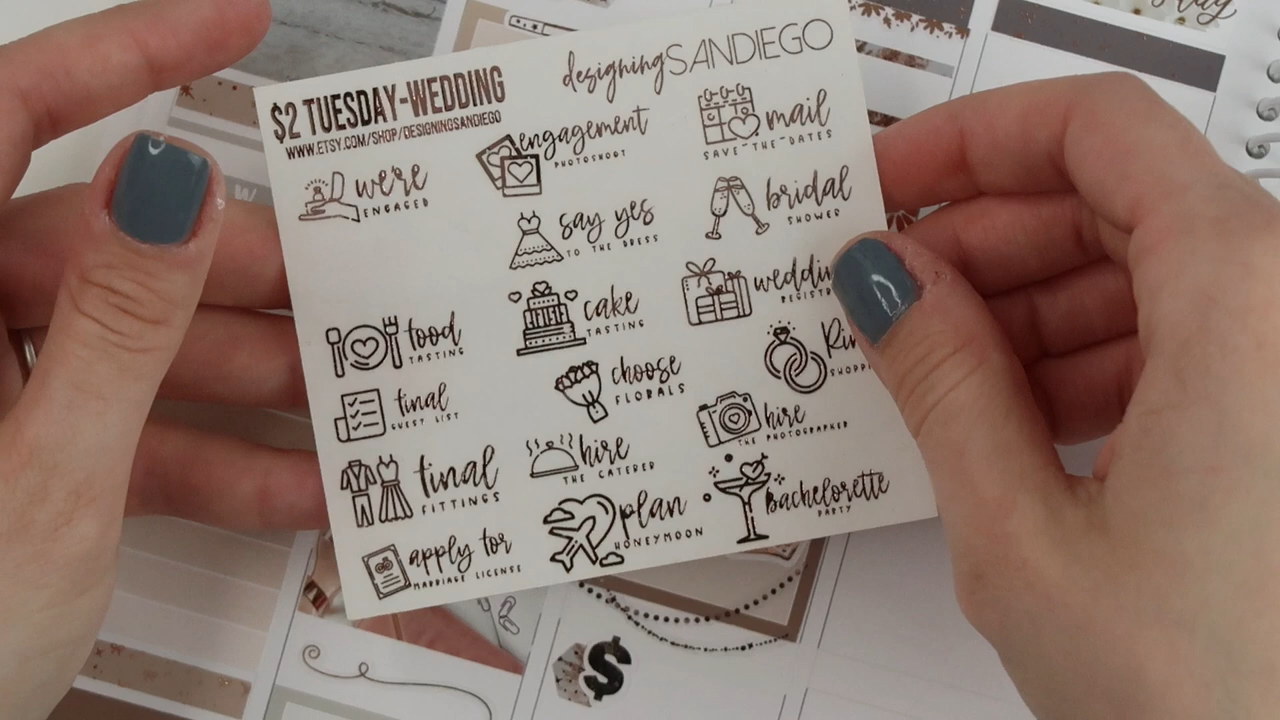 $2 TUESDAY-WEDDING
WWW.ETSY.COM/SHOP/DESIGNINGSANDIEGO
designing SANDIEGO
were
ENGAGED
engagement
PHOTOSHOOT
mail
SAVE-THE-DATES
say yes
TO THE DRESS
bridal
SHOWER
food
TASTING
cake
TASTING
final
GUEST LIST
choose
FLORALS
hire
THE PHOTOGRAPHER
final
FITTINGS
hire
THE CATERER
apply for
MARRIAGE LICENSE
plan
HONEYMOON
bachelorette
PARTY
$